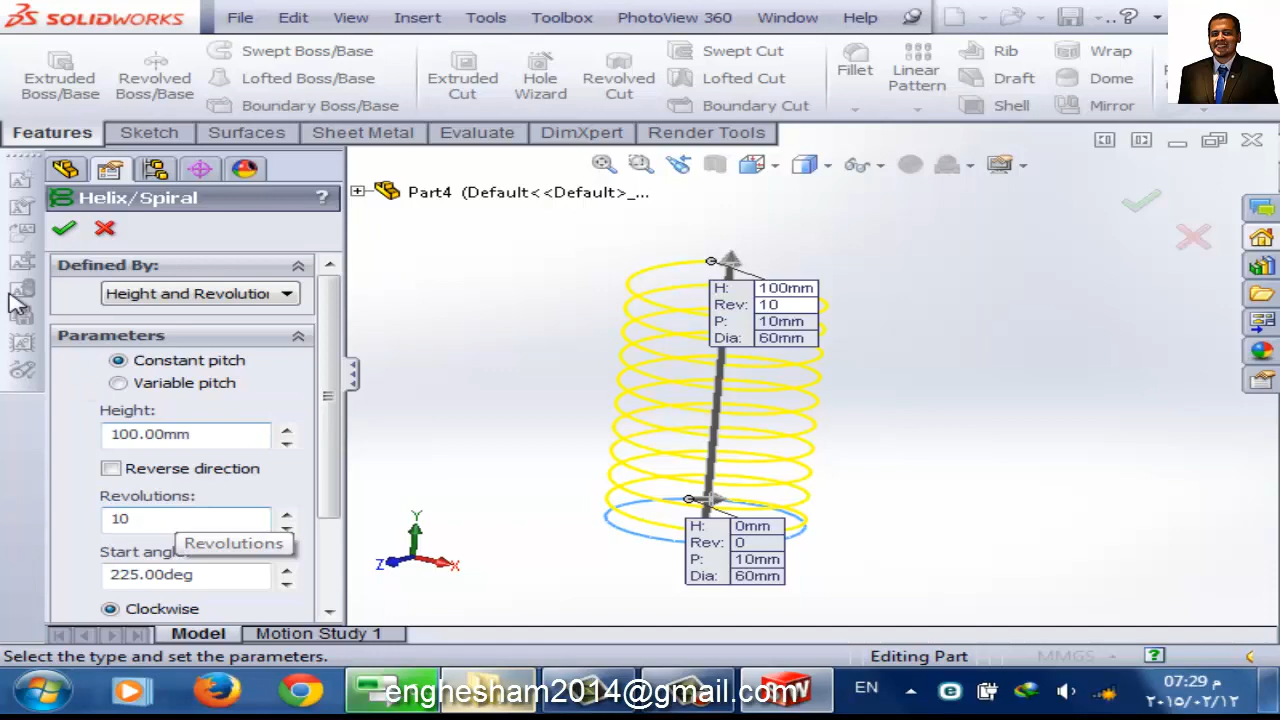 SOLIDWORKS
File Edit View Insert Tools Toolbox PhotoView 360 Window Help
Extruded Boss/Base
Revolved Boss/Base
Swept Boss/Base
Lofted Boss/Base
Boundary Boss/Base
Extruded Cut
Hole Wizard
Revolved Cut
Swept Cut
Lofted Cut
Boundary Cut
Fillet
Linear Pattern
Rib
Draft
Shell
Wrap
Dome
Mirror
Features Sketch Surfaces Sheet Metal Evaluate DimXpert Render Tools
Helix/Spiral ?
Part4 (Default<<Default>_...
Defined By:
Height and Revolution
Parameters
Constant pitch
Variable pitch
Height:
100.00mm
Reverse direction
Revolutions:
10
Revolutions
Start angle
225.00deg
Clockwise
H: 100mm
Rev: 10
P: 10mm
Dia: 60mm
H: 0mm
Rev: 0
P: 10mm
Dia: 60mm
Y
Z
X
Model Motion Study 1
Select the type and set the parameters.
Editing Part
MMGS
enghesham2014@gmail.com
EN
07:29 م
٢٠١٥/٠٢/١٢